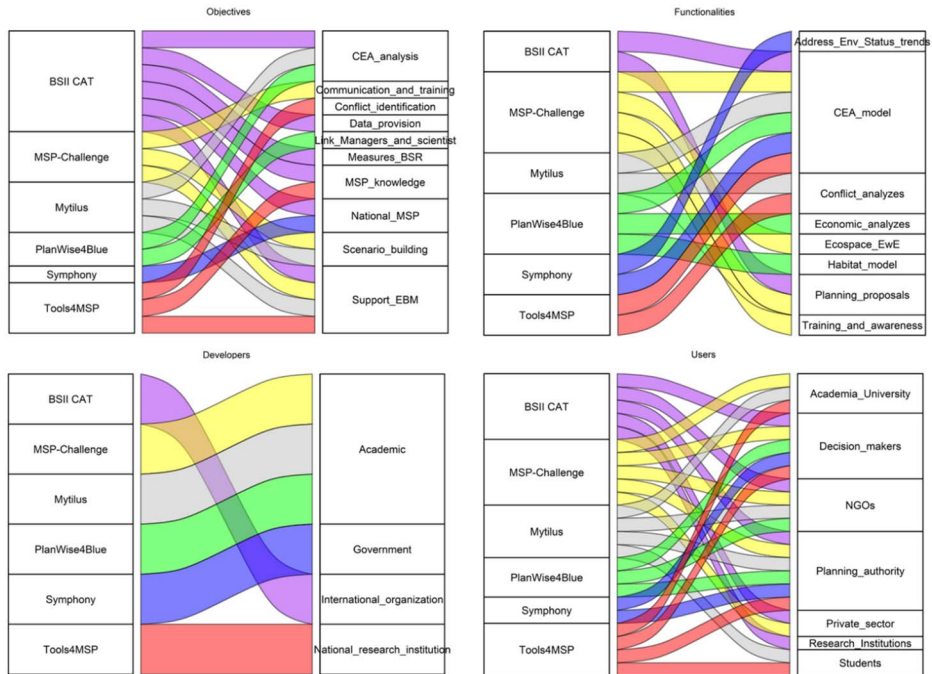 Objectives
BSII CAT
MSP-Challenge
Mytilus
PlanWise4Blue
Symphony
Tools4MSP
CEA_analysis
Communication_and_training
Conflict_identification
Data_provision
Link_Managers_and_scientist
Measures_BSR
MSP_knowledge
National_MSP
Scenario_building
Support_EBM
Functionalities
BSII CAT
MSP-Challenge
Mytilus
PlanWise4Blue
Symphony
Tools4MSP
Address_Env_Status_trends
CEA_model
Conflict_analyzes
Economic_analyzes
Ecospace_EwE
Habitat_model
Planning_proposals
Training_and_awareness
Developers
BSII CAT
MSP-Challenge
Mytilus
PlanWise4Blue
Symphony
Tools4MSP
Academic
Government
International_organization
National_research_institution
Users
BSII CAT
MSP-Challenge
Mytilus
PlanWise4Blue
Symphony
Tools4MSP
Academia_University
Decision_makers
NGOs
Planning_authority
Private_sector
Research_Institutions
Students